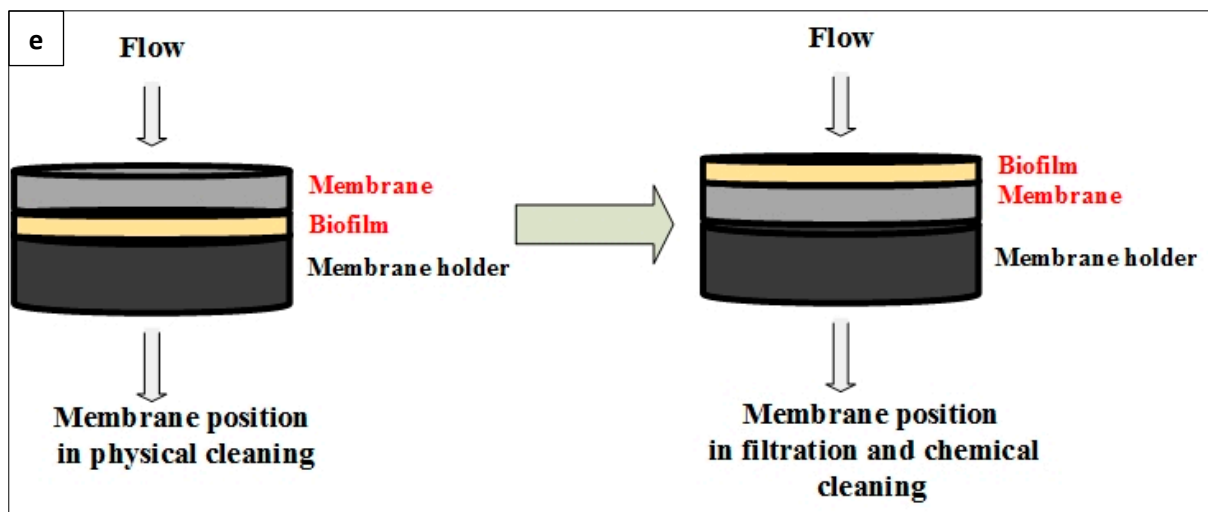 e
Flow
Membrane
Biofilm
Membrane holder
Membrane position
in physical cleaning
Flow
Biofilm
Membrane
Membrane holder
Membrane position
in filtration and chemical
cleaning